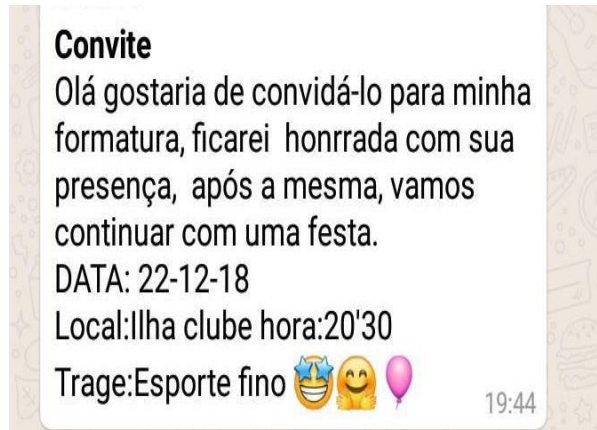 Convite
Olá gostaria de convidá-lo para minha
formatura, ficarei honrrada com sua
presença, após a mesma, vamos
continuar com uma festa.
DATA: 22-12-18
Local:Ilha clube hora:20'30
Trage:Esporte fino 🤩🤗🎈
19:44